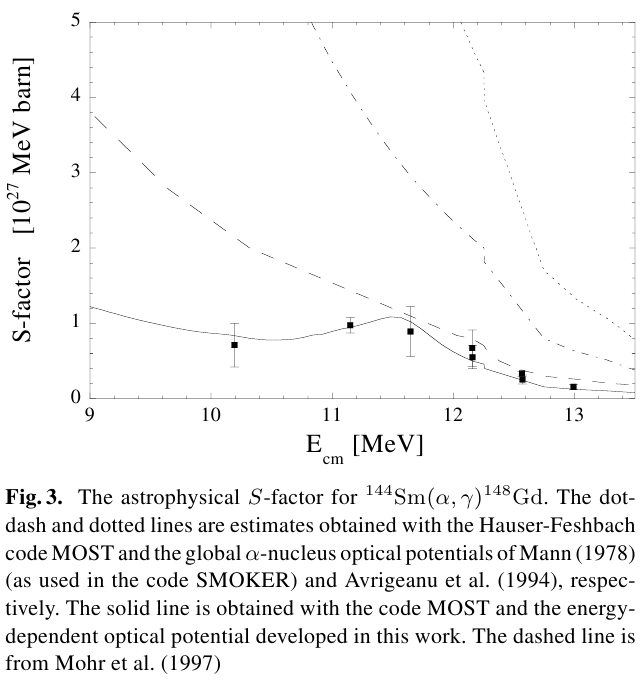 5
4
3
2
1
0
S-factor [10^27 MeV barn]
9 10 11 12 13
E_cm [MeV]
Fig. 3. The astrophysical S-factor for ^144Sm(α, γ)^148Gd. The dot-
dash and dotted lines are estimates obtained with the Hauser-Feshbach
code MOST and the global α-nucleus optical potentials of Mann (1978)
(as used in the code SMOKER) and Avrigeanu et al. (1994), respec-
tively. The solid line is obtained with the code MOST and the energy-
dependent optical potential developed in this work. The dashed line is
from Mohr et al. (1997)